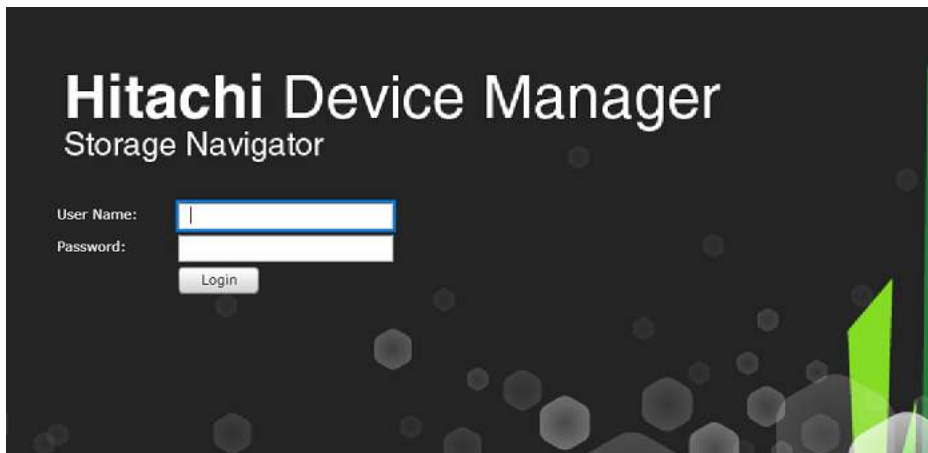 Hitachi Device Manager
Storage Navigator
User Name:
Password:
Login